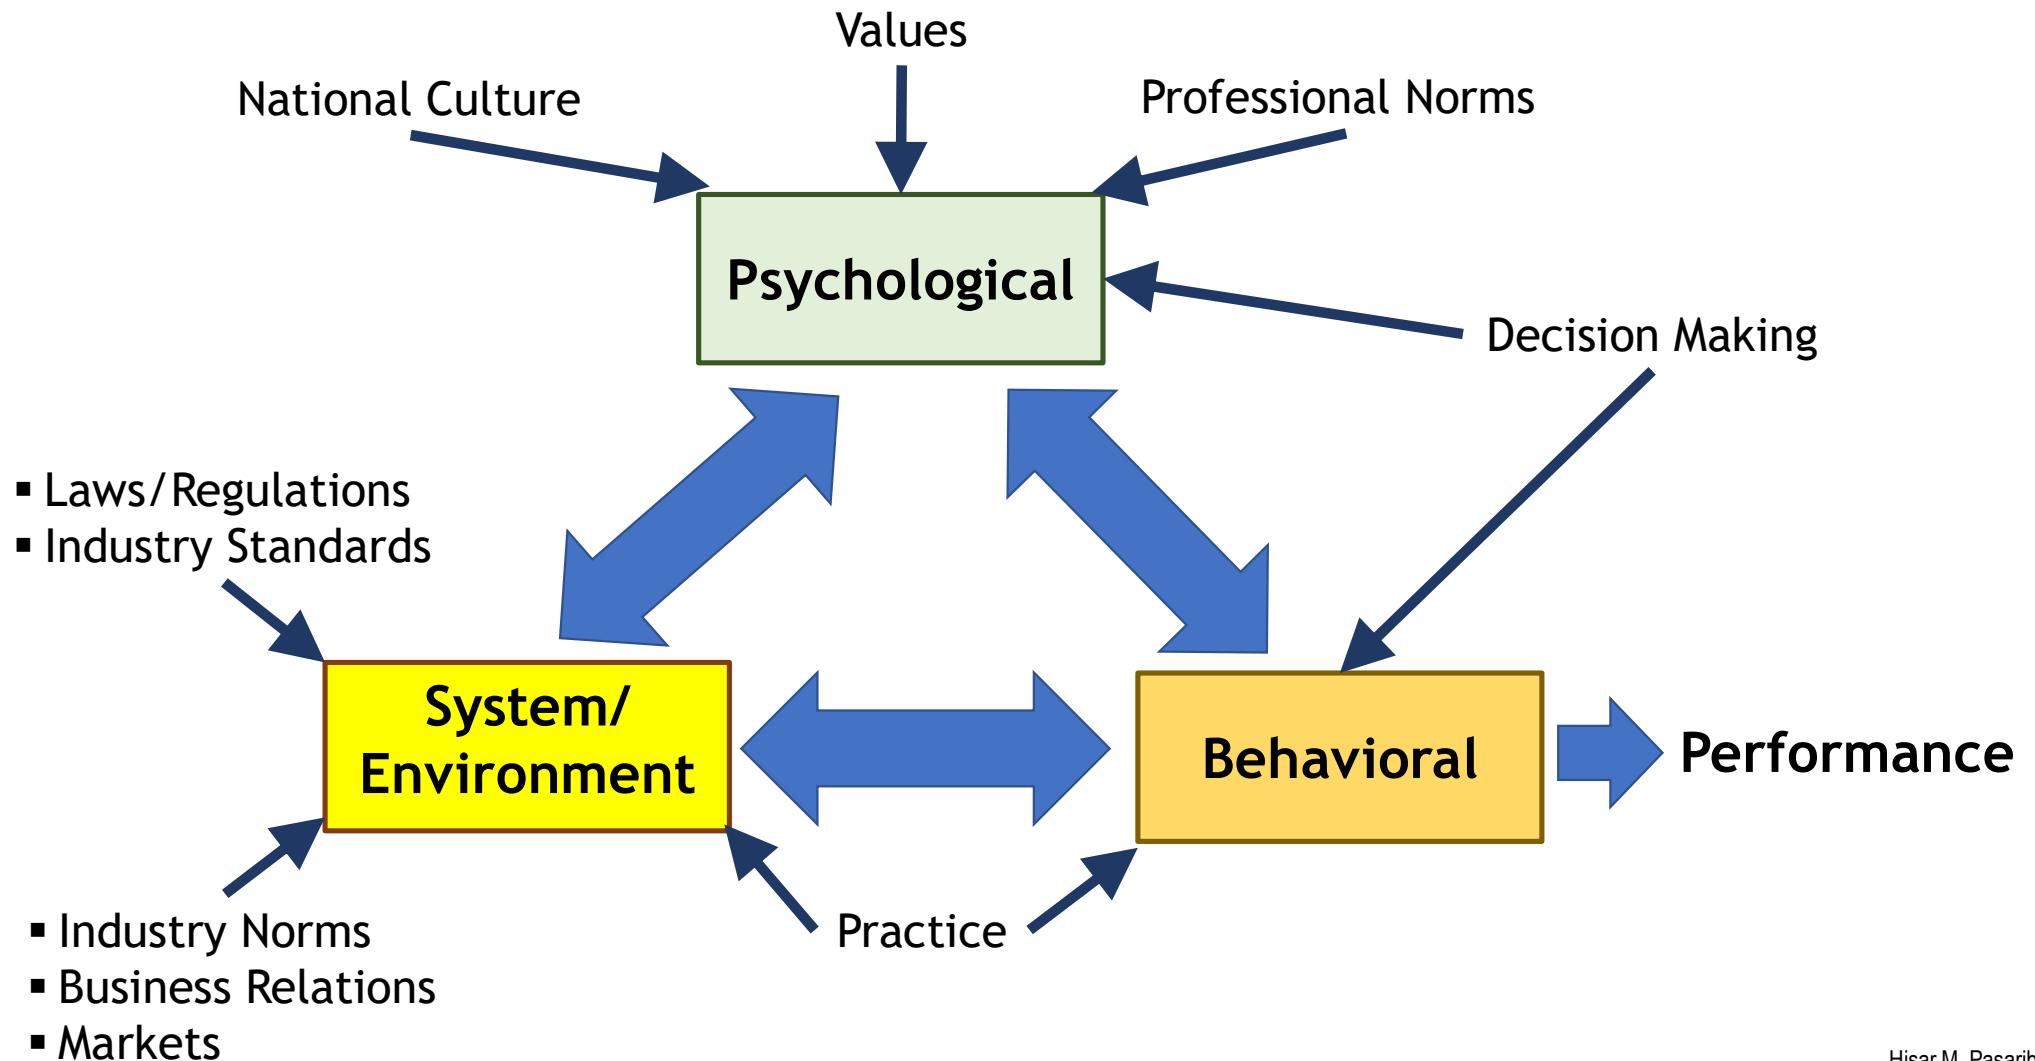 Values
National Culture
Professional Norms
Psychological
Decision Making
▪ Laws/Regulations
▪ Industry Standards
System/
Environment
Behavioral
Performance
Practice
▪ Industry Norms
▪ Business Relations
▪ Markets
Hisar M.